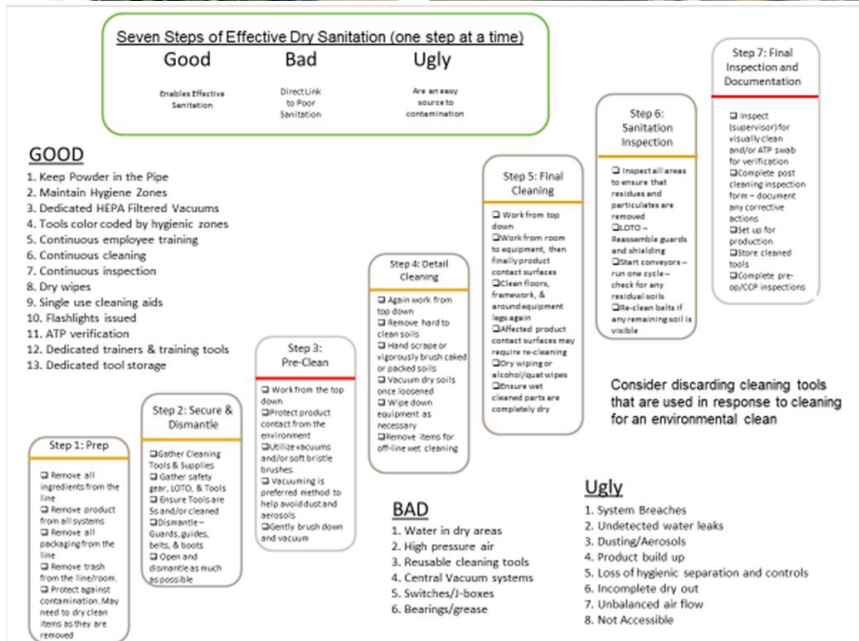 Seven Steps of Effective Dry Sanitation (one step at a time)
Good
Bad
Ugly
Enables Effective
Sanitation
Direct Link
to Poor
Sanitation
Are an easy
source to
contamination
GOOD
1. Keep Powder in the Pipe
2. Maintain Hygiene Zones
3. Dedicated HEPA Filtered Vacuums
4. Tools color coded by hygienic zones
5. Continuous employee training
6. Continuous cleaning
7. Continuous inspection
8. Dry wipes
9. Single use cleaning aids
10. Flashlights issued
11. ATP verification
12. Dedicated trainers & training tools
13. Dedicated tool storage
Step 1: Prep
❑ Remove all
ingredients from the
line
❑ Remove product
from all systems
❑ Remove all
packaging from the
line
❑ Remove trash
from the line/room.
❑ Protect against
contamination. May
need to dry clean
items as they are
removed
Step 2: Secure &
Dismantle
❑Gather Cleaning
Tools & Supplies
❑ Gather safety
gear, LOTO, & Tools
❑ Ensure Tools are
5s and/or cleaned
❑Dismantle –
Guards, guides,
belts, & boots
❑ Open and
dismantle as much
as possible
Step 3:
Pre-Clean
❑ Work from the top
down
❑Protect product
contact from the
environment
❑Utilize vacuums
and/or soft bristle
brushes.
❑ Vacuuming is
preferred method to
help avoid dust and
aerosols
❑Gently brush down
and vacuum
Step 4: Detail
Cleaning
❑ Again work from
top down
❑ Remove hard to
clean soils
❑ Hand scrape or
vigorously brush caked
or packed soils
❑ Vacuum dry soils
once loosened
❑ Wipe down
equipment as
necessary
❑Remove items for
off-line wet cleaning
Step 5: Final
Cleaning
❑ Work from top
down
❑Work from room
to equipment, then
finally product
contact surfaces
❑Clean floors,
framework, &
around equipment
legs again
❑Affected product
contact surfaces may
require re-cleaning
❑Dry wiping or
alcohol/quat wipes
❑Ensure wet
cleaned parts are
completely dry
Step 6:
Sanitation
Inspection
❑ Inspect all areas
to ensure that
residues and
particulates are
removed
❑LOTO –
Reassemble guards
and shielding
❑Start conveyors –
run one cycle –
check for any
residual soils
❑Re-clean belts if
any remaining soil is
visible
Step 7: Final
Inspection and
Documentation
❑ Inspect
(supervisor) for
visually clean
and/or ATP swab
for verification
❑Complete post
cleaning inspection
form – document
any corrective
actions
❑Set up for
production
❑Store cleaned
tools
❑Complete pre-
op/CCP inspections
Consider discarding cleaning tools
that are used in response to cleaning
for an environmental clean
BAD
1. Water in dry areas
2. High pressure air
3. Reusable cleaning tools
4. Central Vacuum systems
5. Switches/J-boxes
6. Bearings/grease
Ugly
1. System Breaches
2. Undetected water leaks
3. Dusting/Aerosols
4. Product build up
5. Loss of hygienic separation and controls
6. Incomplete dry out
7. Unbalanced air flow
8. Not Accessible